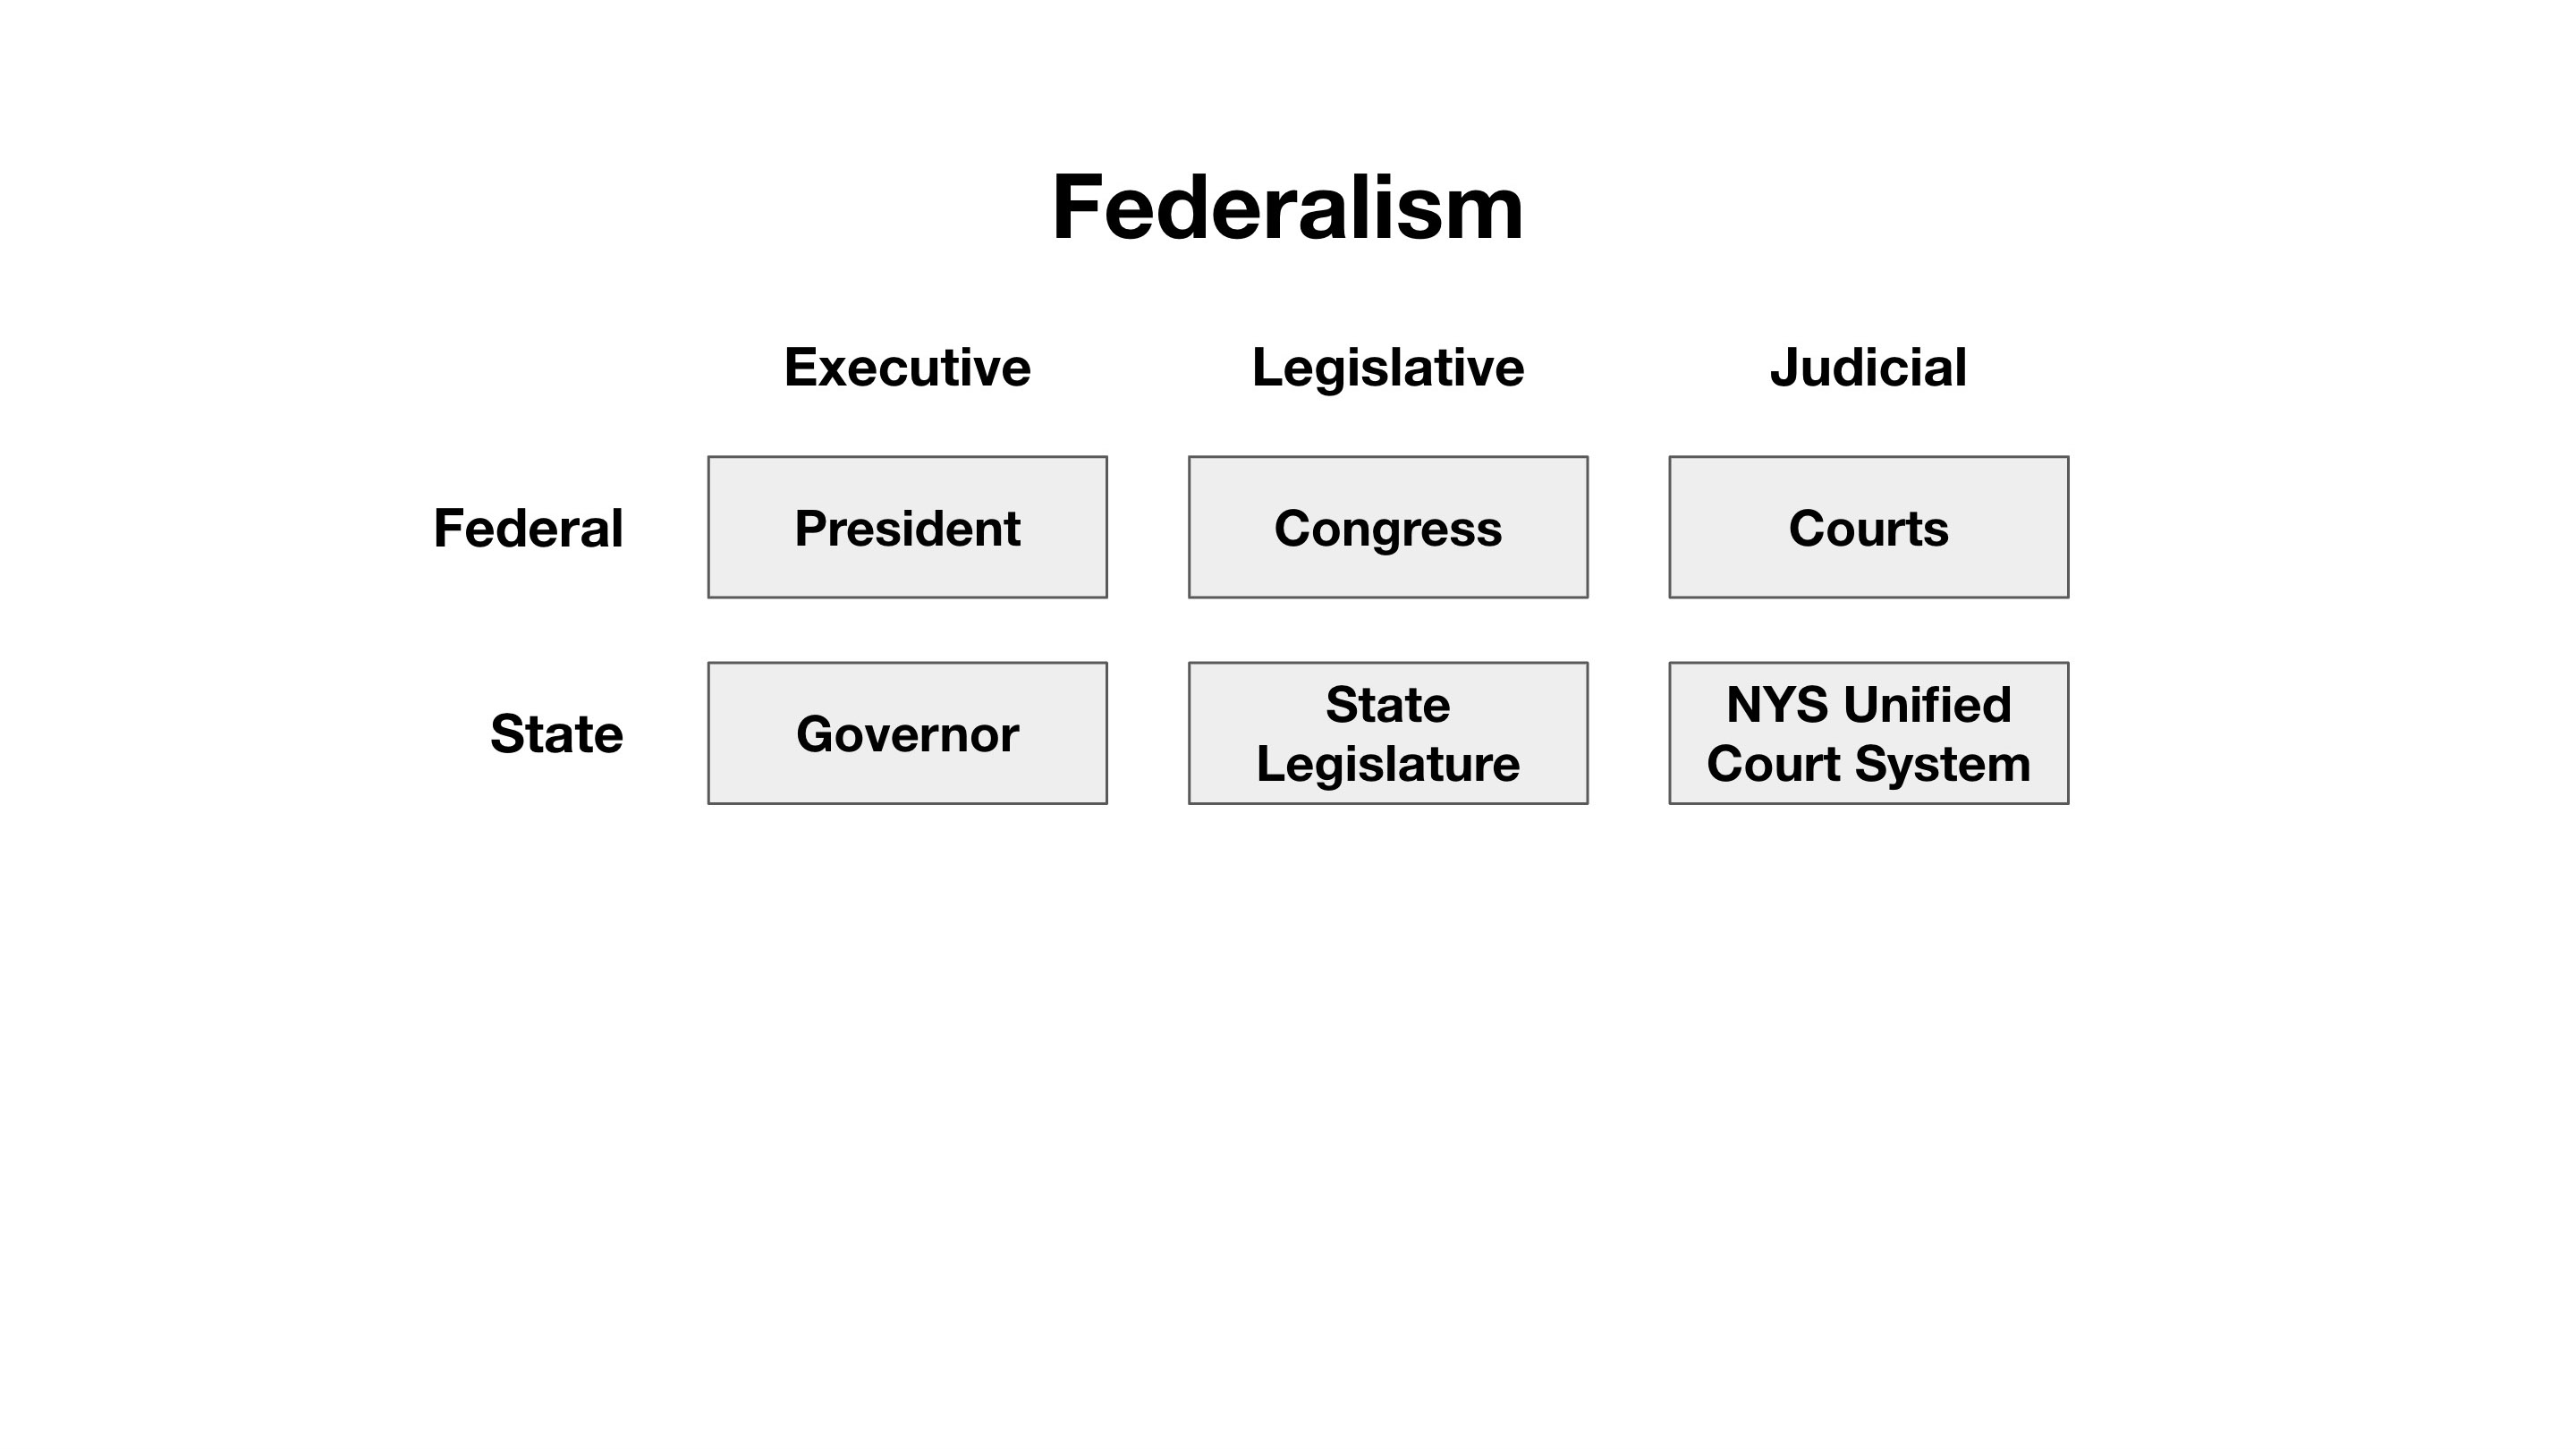 Federalism
Executive Legislative Judicial
Federal President Congress Courts
State Governor State Legislature NYS Unified Court System